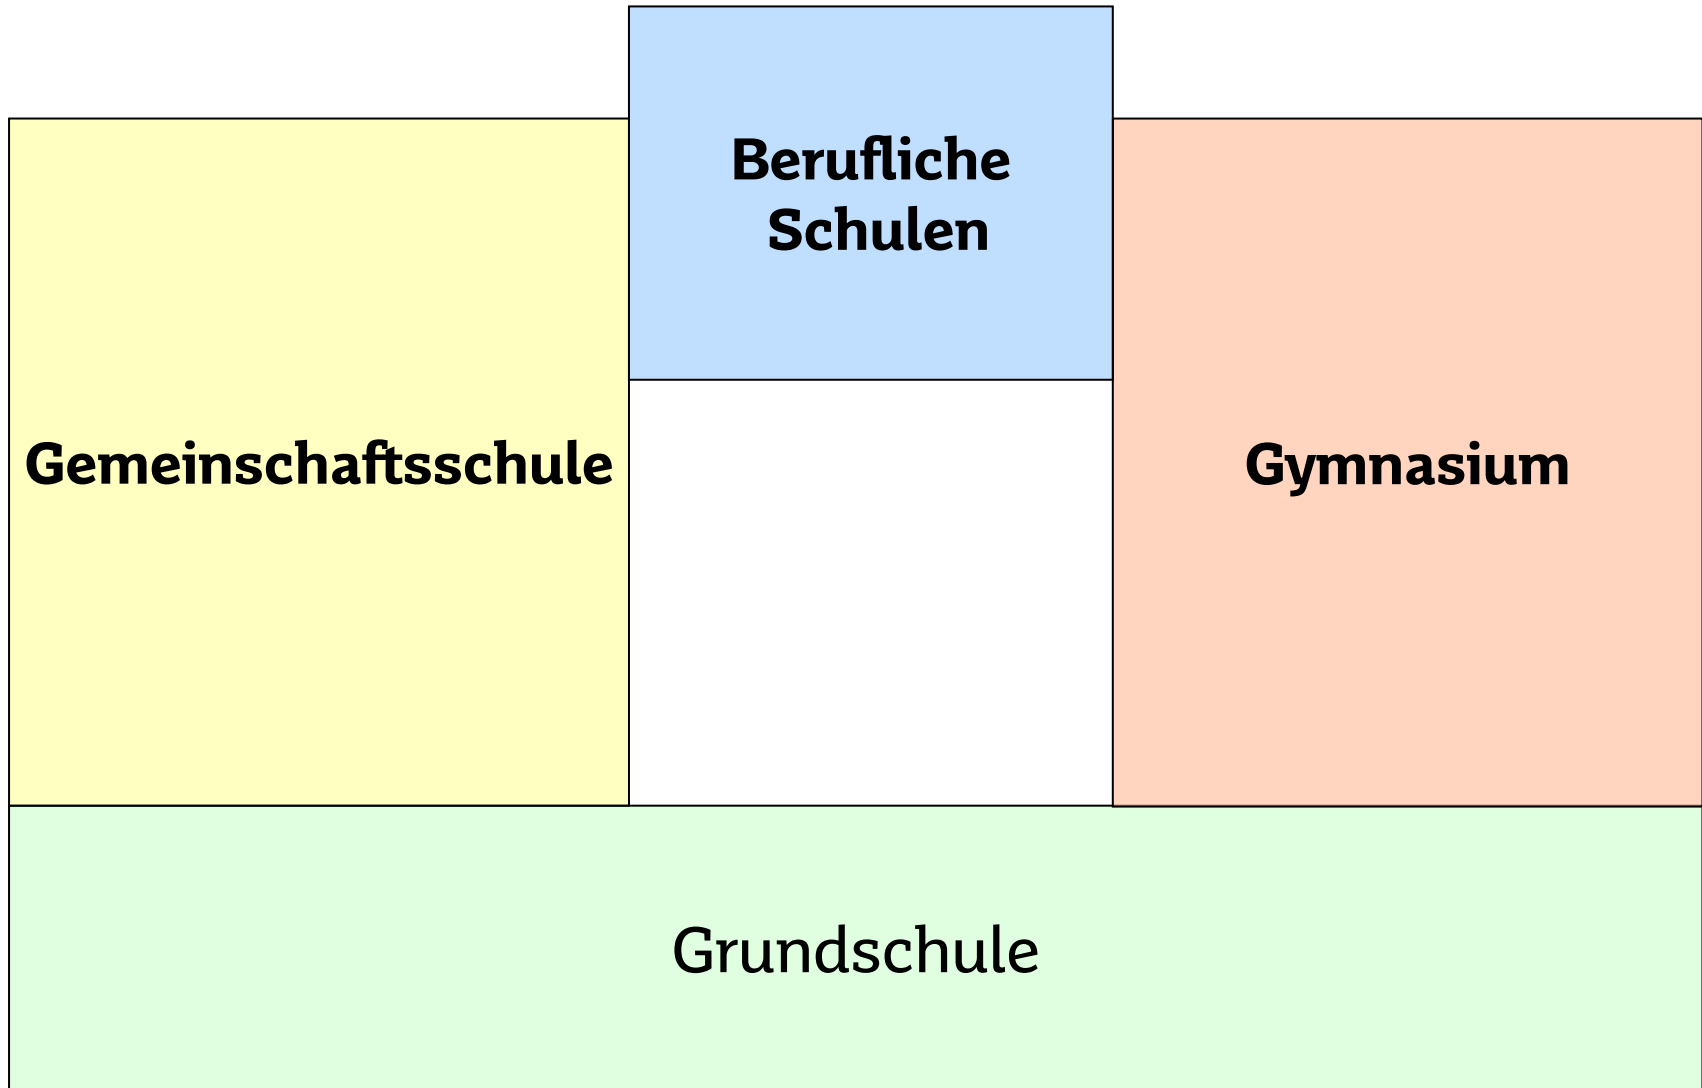 Berufliche
Schulen
Gemeinschaftsschule
Gymnasium
Grundschule